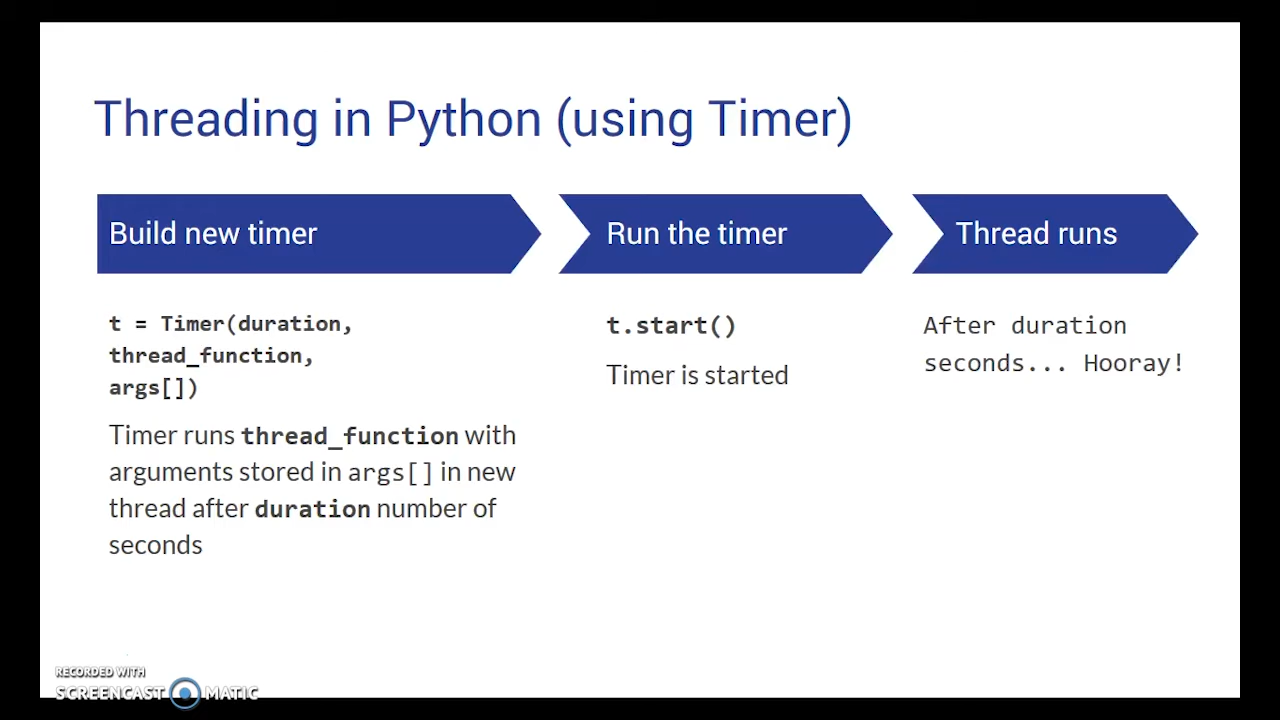 Threading in Python (using Timer)
Build new timer
Run the timer
Thread runs
t = Timer(duration,
thread_function,
args[])
Timer runs thread_function with
arguments stored in args[] in new
thread after duration number of
seconds
t.start()
Timer is started
After duration
seconds... Hooray!
RECORDED WITH
SCREENCAST MATIC